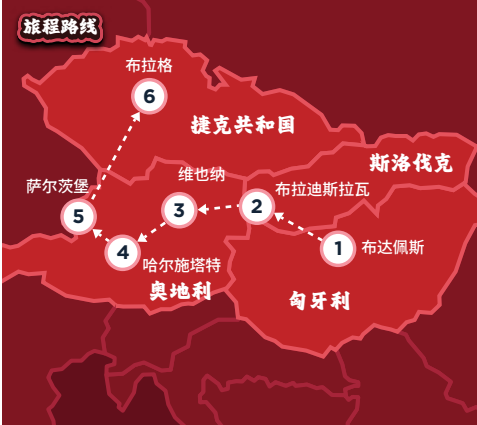 旅程路线
布拉格
6
捷克共和国
斯洛伐克
维也纳
萨尔茨堡
布拉迪斯拉瓦
5
3
2
4
1
布达佩斯
哈尔施塔特
奥地利
匈牙利